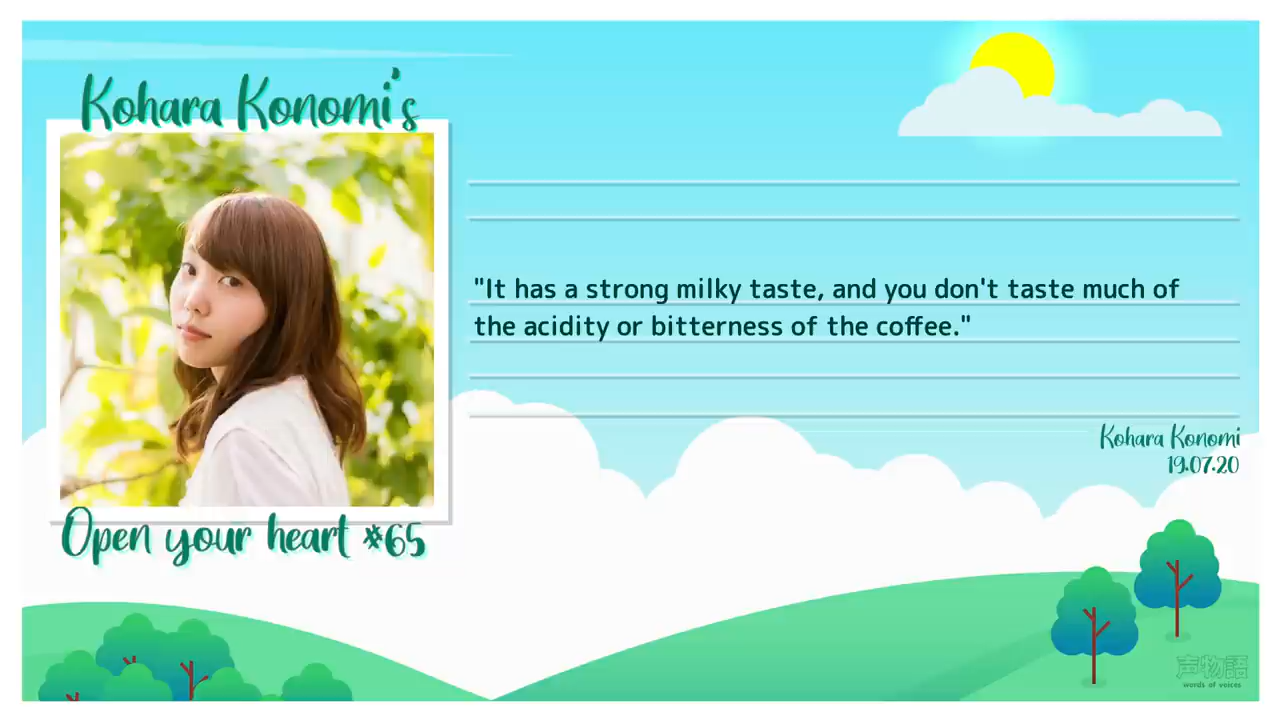 Kohara Konomi's
"It has a strong milky taste, and you don't taste much of
the acidity or bitterness of the coffee."
Kohara Konomi
19.07.20
Open your heart #65
声物語
words of voices